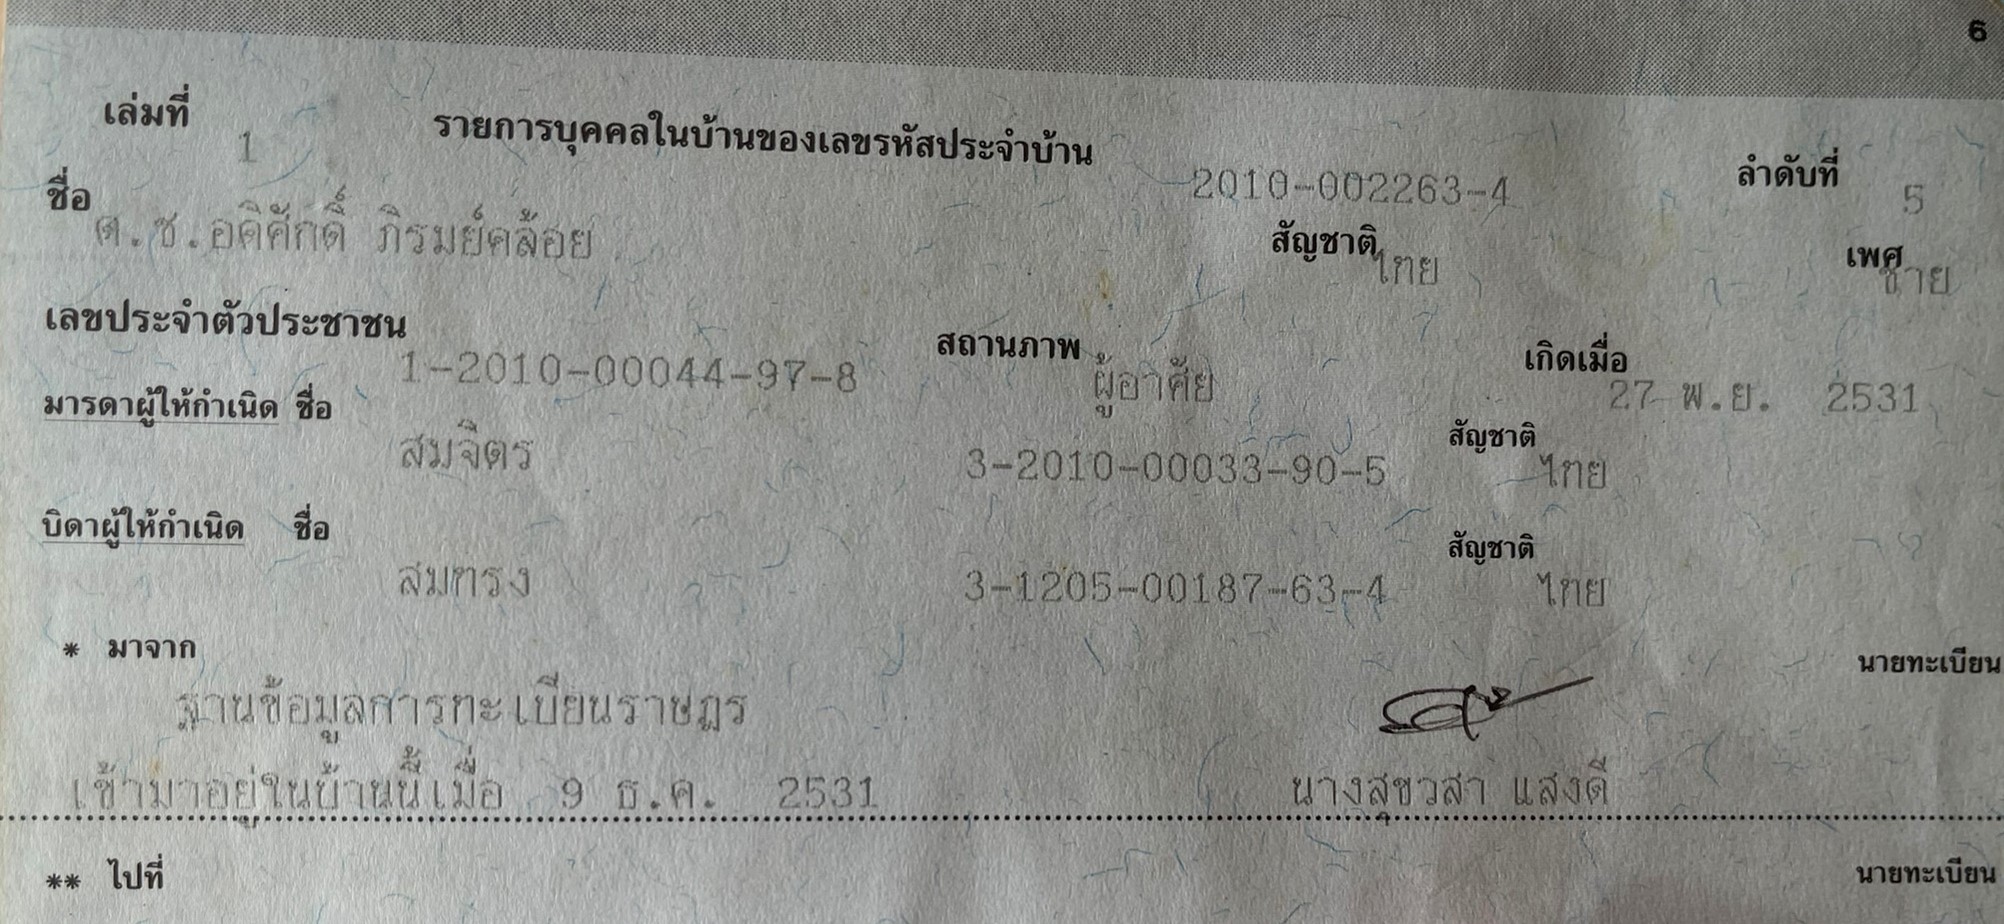 6
เล่มที่ 1 รายการบุคคลในบ้านของเลขรหัสประจำบ้าน 2010-002263-4 ลำดับที่ 5
ชื่อ ด.ช.อดิศักดิ์ ภิรมย์คล้อย สัญชาติ ไทย เพศ ชาย
เลขประจำตัวประชาชน 1-2010-00044-97-8 สถานภาพ ผู้อาศัย เกิดเมื่อ 27 พ.ย. 2531
มารดาผู้ให้กำเนิด ชื่อ สมจิตร 3-2010-00033-90-5 สัญชาติ ไทย
บิดาผู้ให้กำเนิด ชื่อ สมทรง 3-1205-00187-63-4 สัญชาติ ไทย
* มาจาก นายทะเบียน
ฐานข้อมูลการทะเบียนราษฎร
เข้ามาอยู่ในบ้านนี้เมื่อ 9 ธ.ค. 2531 นางสุขวสา แสงดี
** ไปที่ นายทะเบียน